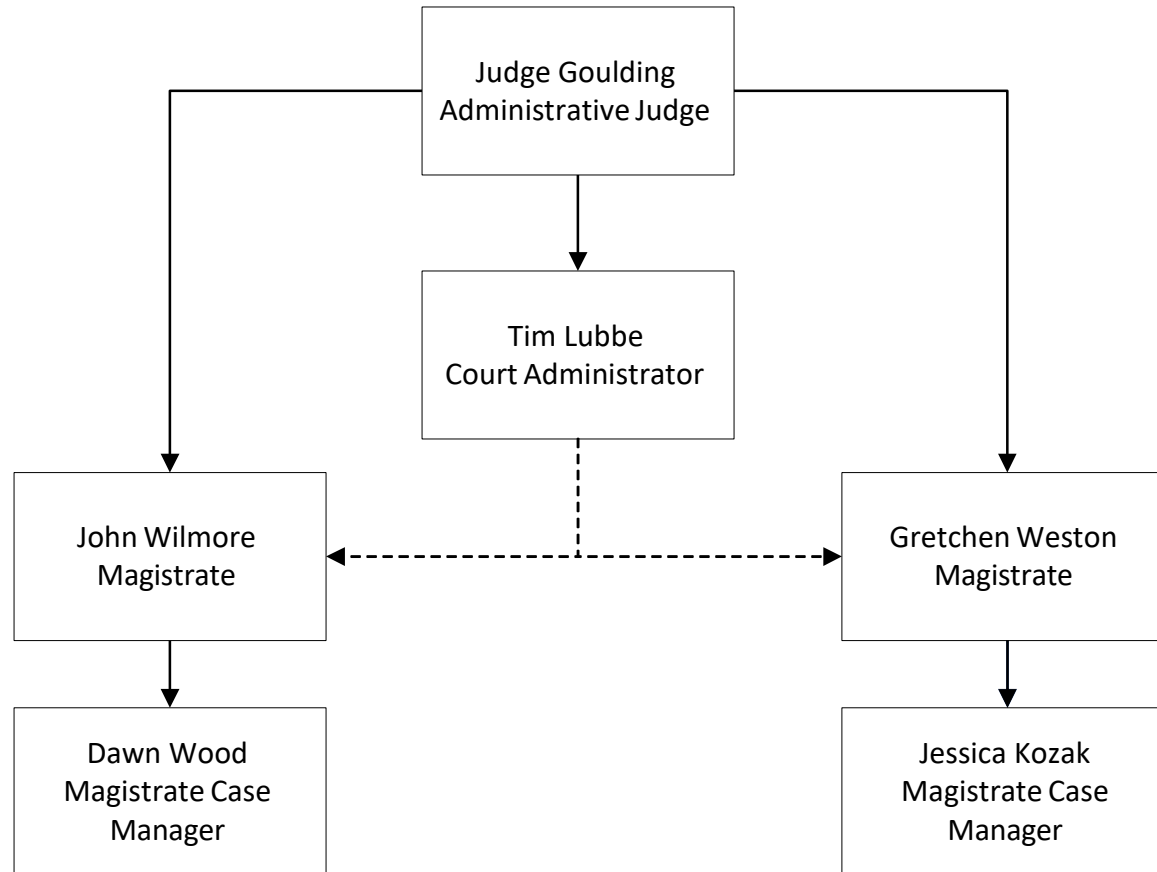 Judge Goulding
Administrative Judge
Tim Lubbe
Court Administrator
John Wilmore
Magistrate
Gretchen Weston
Magistrate
Dawn Wood
Magistrate Case
Manager
Jessica Kozak
Magistrate Case
Manager